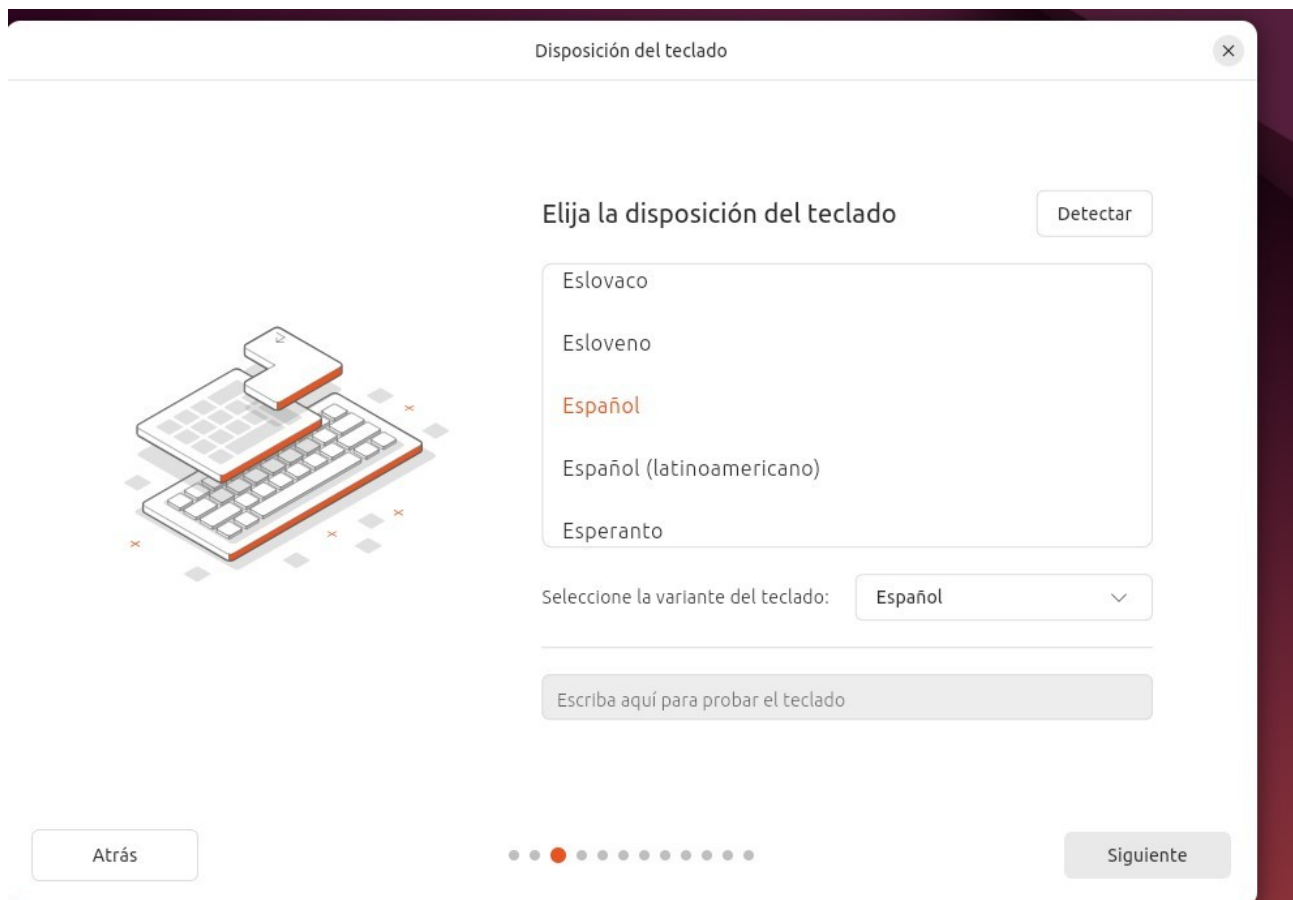 Disposición del teclado
Elija la disposición del teclado
Detectar
Eslovaco
Esloveno
Español
Español (latinoamericano)
Esperanto
Seleccione la variante del teclado:
Español
Escriba aquí para probar el teclado
Atrás
Siguiente